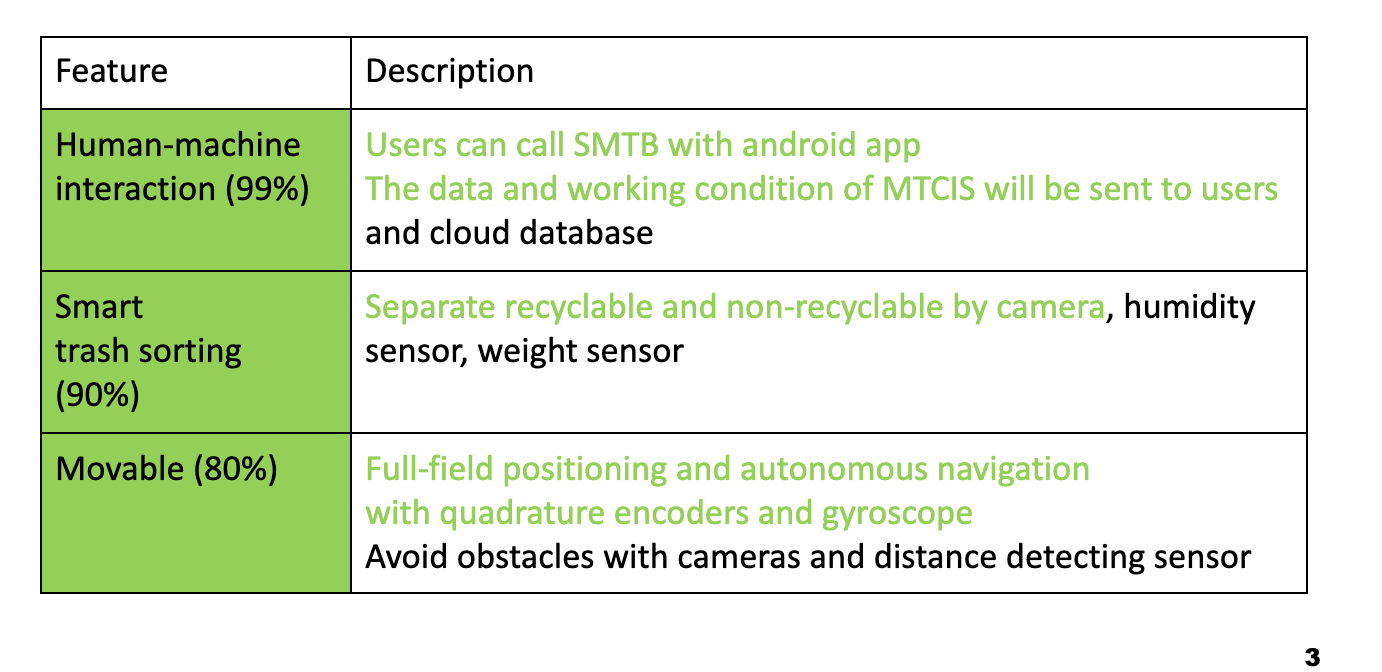 Feature
Description
Human-machine
interaction (99%)
Users can call SMTB with android app
The data and working condition of MTCIS will be sent to users
and cloud database
Smart
trash sorting
(90%)
Separate recyclable and non-recyclable by camera, humidity
sensor, weight sensor
Movable (80%)
Full-field positioning and autonomous navigation
with quadrature encoders and gyroscope
Avoid obstacles with cameras and distance detecting sensor
3